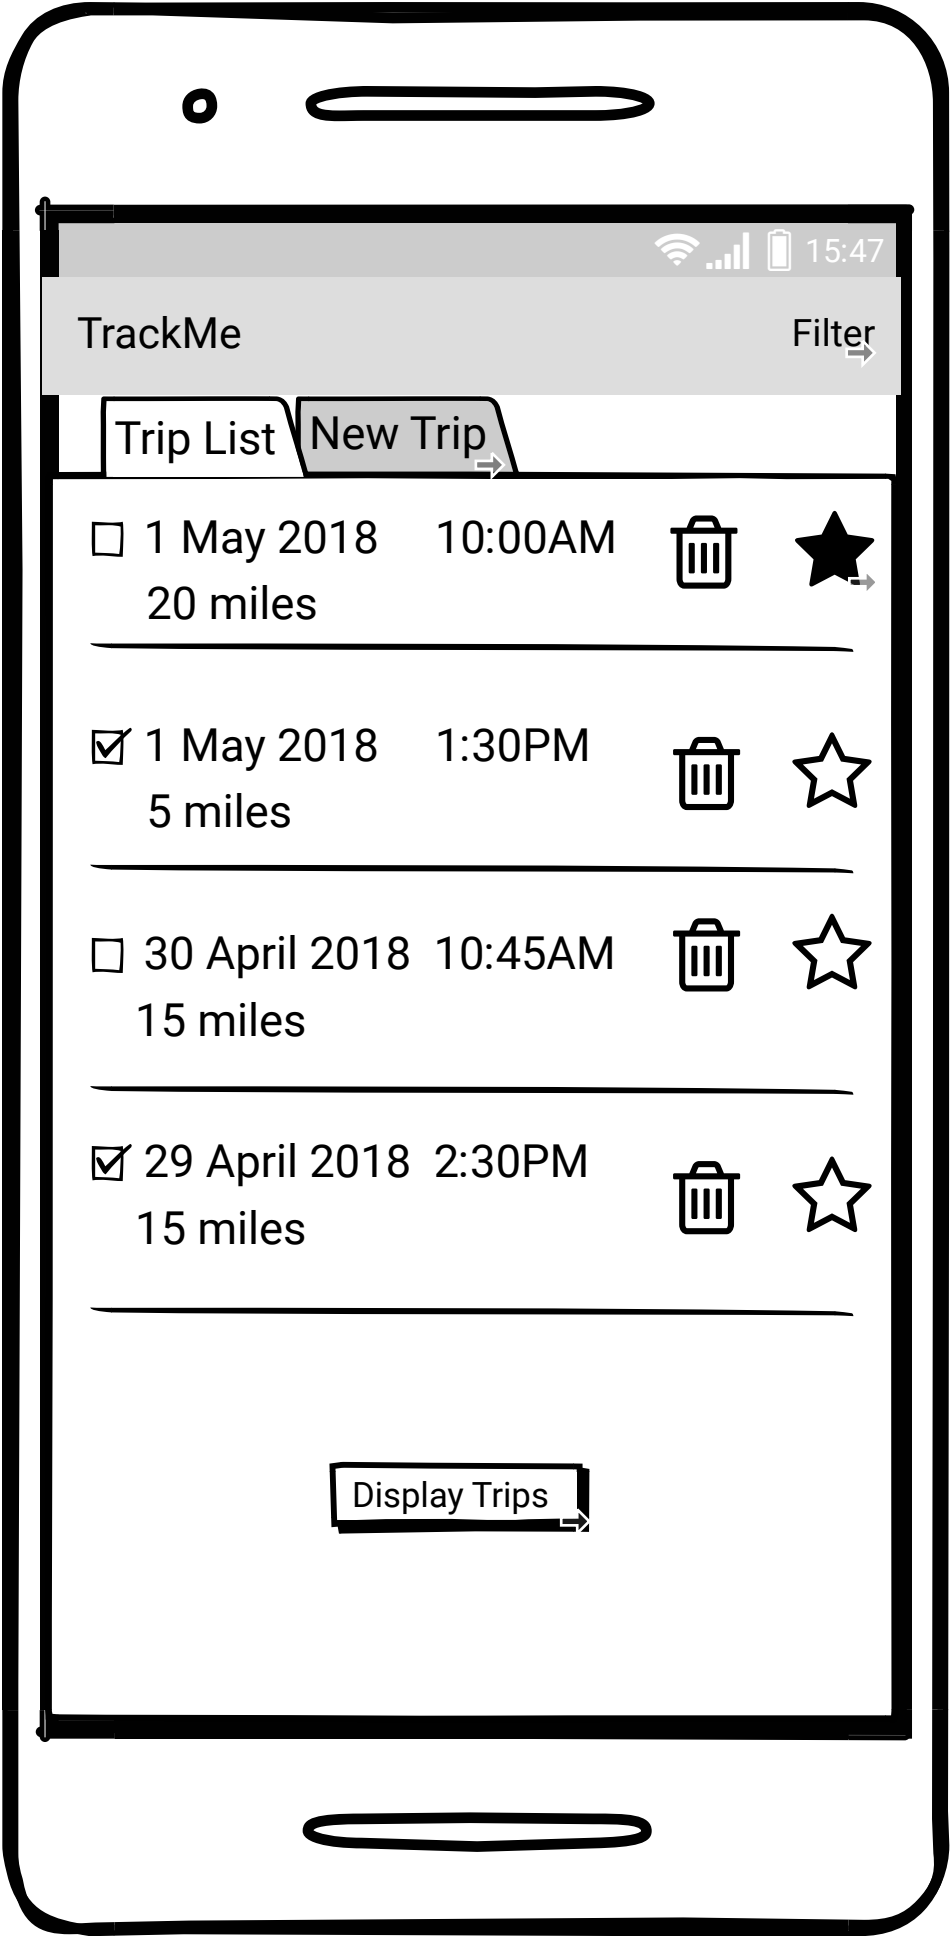 15:47
TrackMe Filter
Trip List New Trip
1 May 2018 10:00AM
20 miles
1 May 2018 1:30PM
5 miles
30 April 2018 10:45AM
15 miles
29 April 2018 2:30PM
15 miles
Display Trips